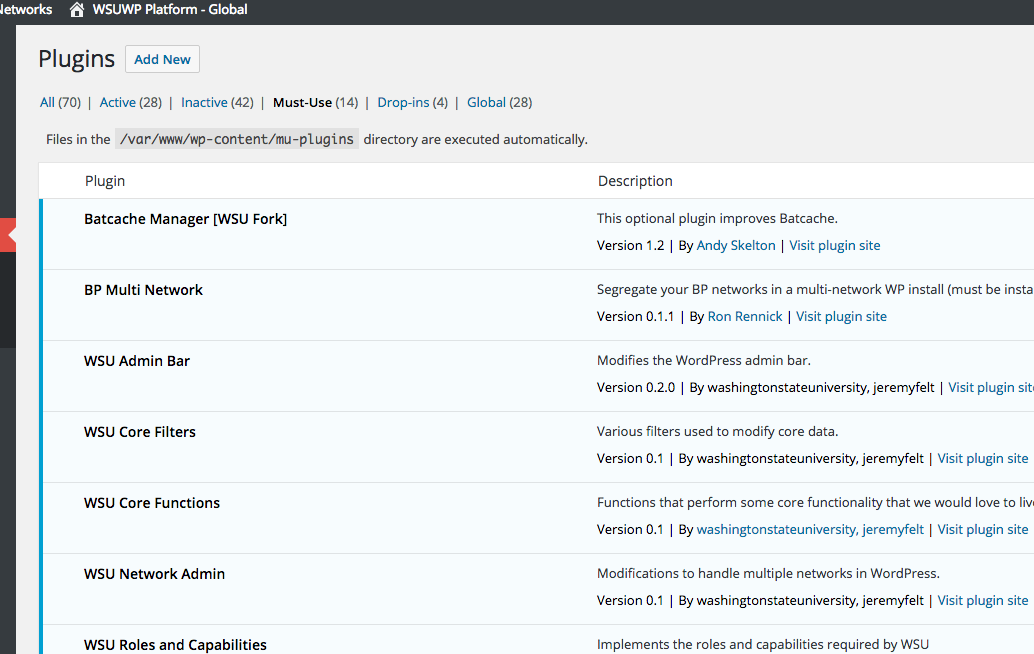 Networks WSUWP Platform - Global
Plugins Add New
All (70) | Active (28) | Inactive (42) | Must-Use (14) | Drop-ins (4) | Global (28)
Files in the /var/www/wp-content/mu-plugins directory are executed automatically.
Plugin Description
Batcache Manager [WSU Fork] This optional plugin improves Batcache.
Version 1.2 | By Andy Skelton | Visit plugin site
BP Multi Network Segregate your BP networks in a multi-network WP install (must be
Version 0.1.1 | By Ron Rennick | Visit plugin site
WSU Admin Bar Modifies the WordPress admin bar.
Version 0.2.0 | By washingtonstateuniversity, jeremyfelt | Visit plugin site
WSU Core Filters Various filters used to modify core data.
Version 0.1 | By washingtonstateuniversity, jeremyfelt | Visit plugin site
WSU Core Functions Functions that perform some core functionality that we would love to
Version 0.1 | By washingtonstateuniversity, jeremyfelt | Visit plugin site
WSU Network Admin Modifications to handle multiple networks in WordPress.
Version 0.1 | By washingtonstateuniversity, jeremyfelt | Visit plugin site
WSU Roles and Capabilities Implements the roles and capabilities required by WSU